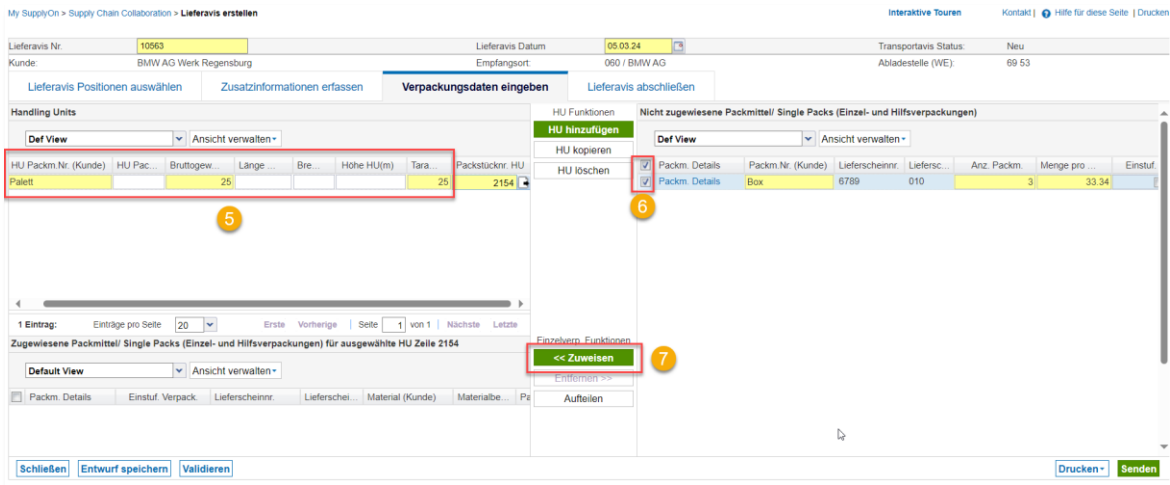 My SupplyOn > Supply Chain Collaboration > Lieferavis erstellen
Interaktive Touren
Kontakt | Hilfe für diese Seite | Drucken
Lieferavis Nr. 10563 Lieferavis Datum 05.03.24 Transportavis Status: Neu
Kunde: BMW AG Werk Regensburg Empfangsort: 060 / BMW AG Abladestelle (WE): 69 53
Lieferavis Positionen auswählen Zusatzinformationen erfassen Verpackungsdaten eingeben Lieferavis abschließen
Handling Units
Def View Ansicht verwalten
HU Packm.Nr. (Kunde) HU Pac... Bruttogew... Länge ... Bre... Höhe HU(m) Tara... Packstücknr. HU
Palett 25 25 2154
5
1 Eintrag: Einträge pro Seite 20 Erste Vorherige | Seite 1 von 1 | Nächste Letzte
Zugewiesene Packmittel/ Single Packs (Einzel- und Hilfsverpackungen) für ausgewählte HU Zeile 2154
Default View Ansicht verwalten
Packm. Details Einstuf. Verpack. Lieferscheinnr. Lieferschei... Material (Kunde) Materialbe... Pa
HU Funktionen
HU hinzufügen
HU kopieren
HU löschen
Einzelverp. Funktionen
<< Zuweisen
7
Entfernen >>
Aufteilen
Nicht zugewiesene Packmittel/ Single Packs (Einzel- und Hilfsverpackungen)
Def View Ansicht verwalten
Packm. Details Packm.Nr. (Kunde) Lieferscheinnr. Liefersc... Anz. Packm. Menge pro ... Einstuf.
Packm. Details Box 6789 010 3 33.34
6
Schließen Entwurf speichern Validieren
Drucken Senden